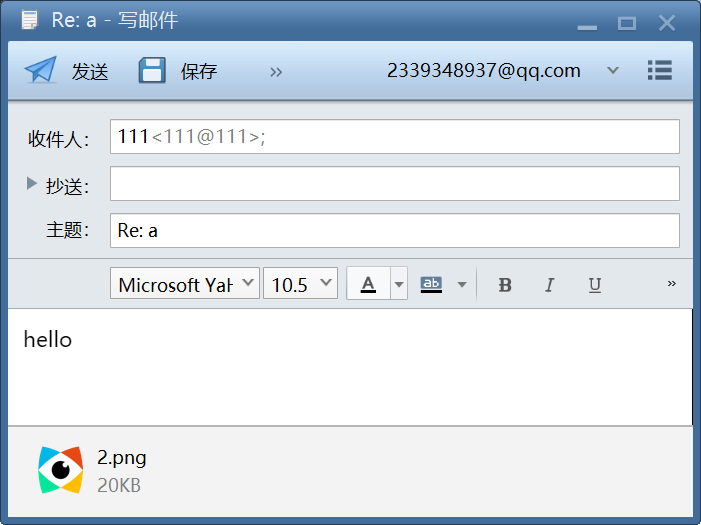 Re: a - 写邮件
发送 保存 » 2339348937@qq.com
收件人: 111<111@111>;
抄送:
主题: Re: a
Microsoft Yal 10.5 A ab B I U »
hello
2.png
20KB